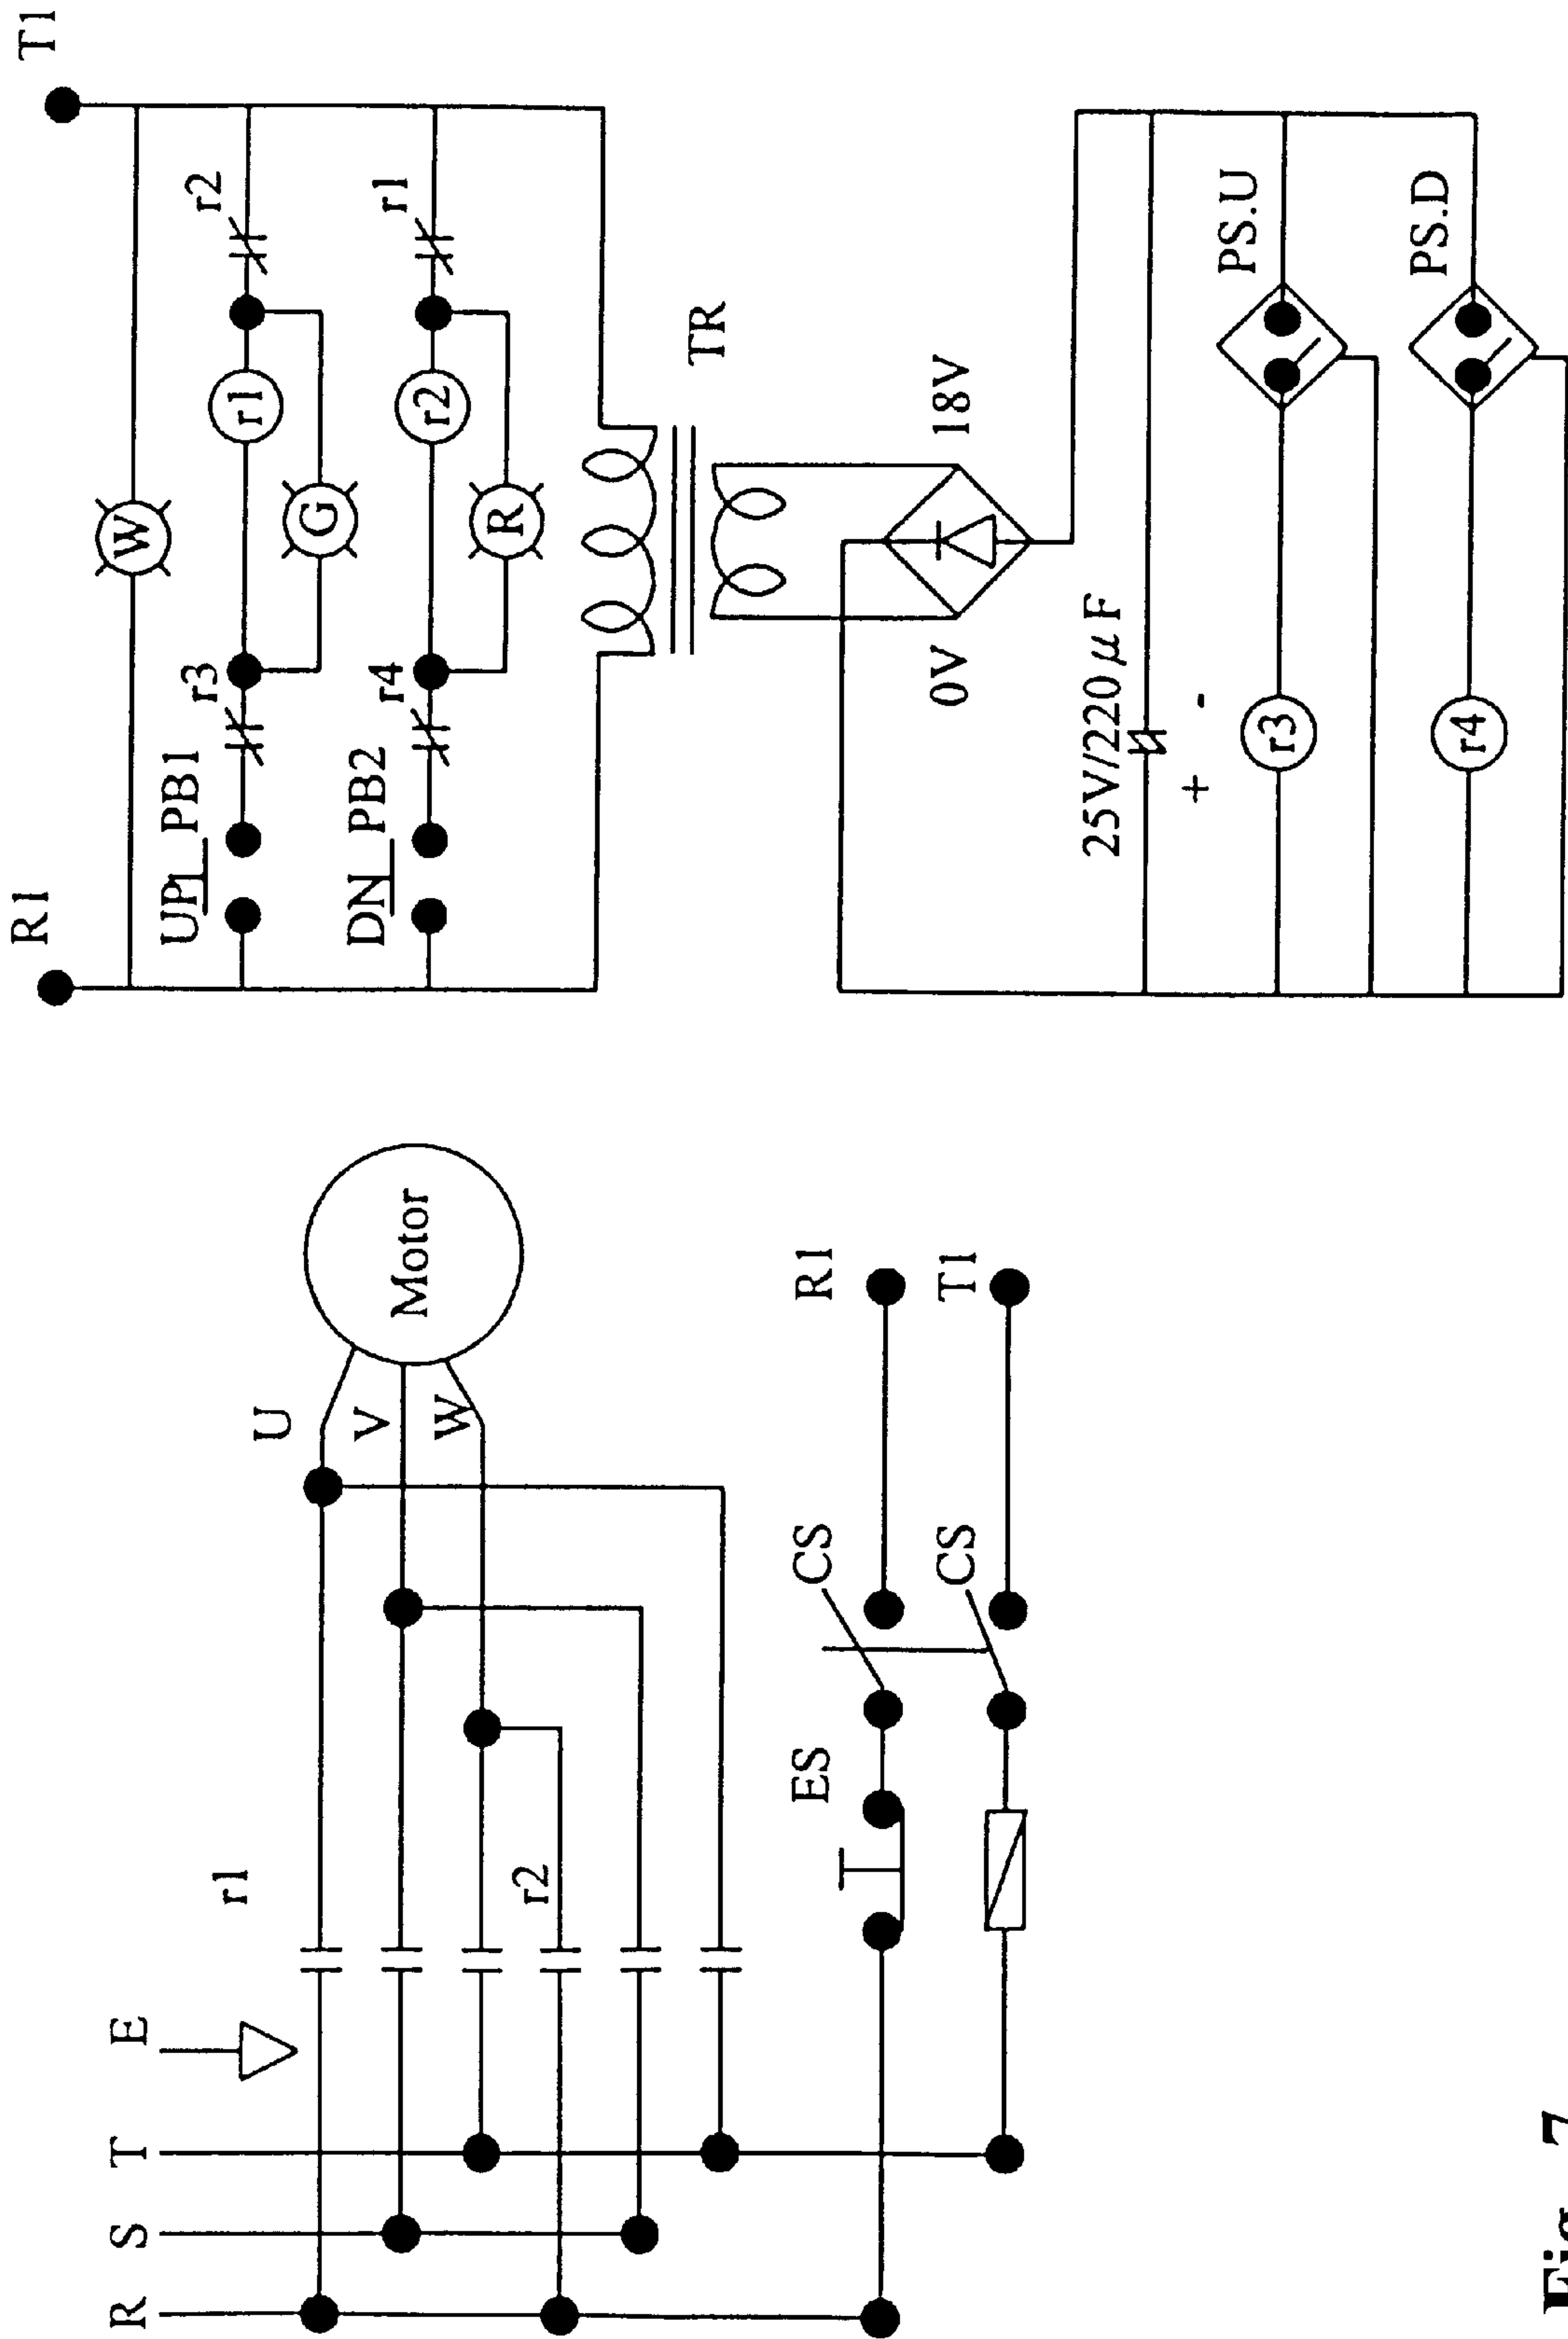 R S T E
r1
r2
U
V
W
Motor
ES
CS
R1
CS
T1
R1
T1
W
UP PB1
r3
r1
r2
G
DN PB2
r4
r2
r1
R
TR
0V
18V
25V/220μF
+ -
r3
PS.U
r4
PS.D
Fig. 7